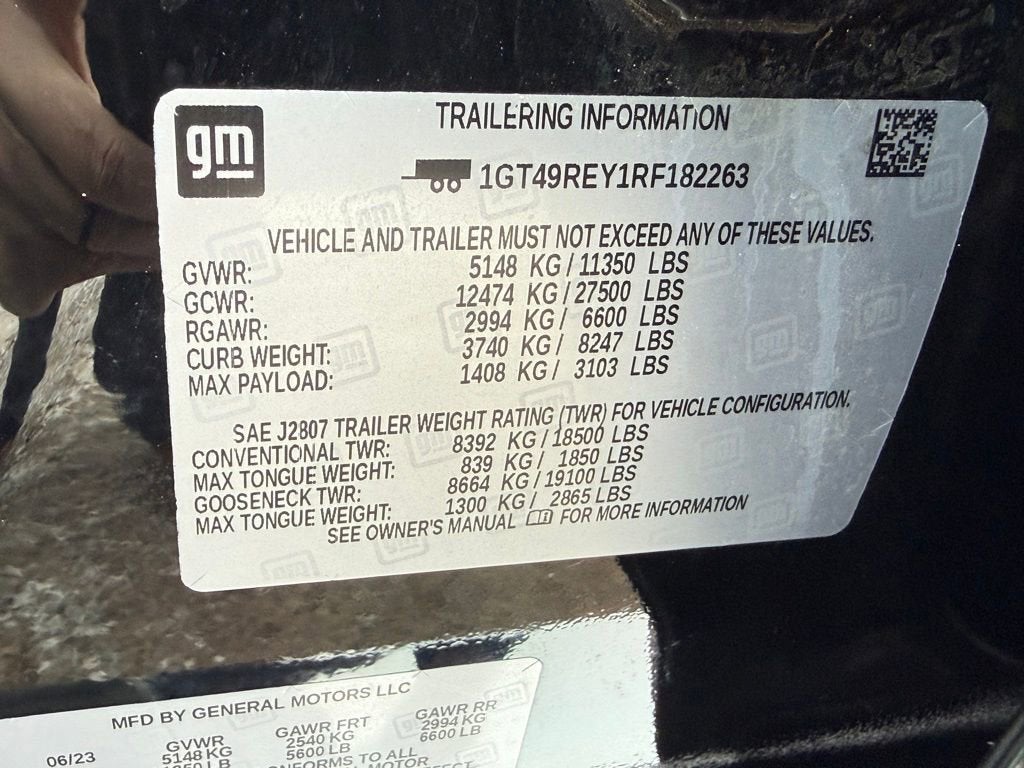 gm
TRAILERING INFORMATION
1GT49REY1RF182263
VEHICLE AND TRAILER MUST NOT EXCEED ANY OF THESE VALUES.
GVWR: 5148 KG/11350 LBS
GCWR: 12474 KG/27500 LBS
RGAWR: 2994 KG/ 6600 LBS
CURB WEIGHT: 3740 KG/ 8247 LBS
MAX PAYLOAD: 1408 KG/ 3103 LBS
SAE J2807 TRAILER WEIGHT RATING (TWR) FOR VEHICLE CONFIGURATION.
CONVENTIONAL TWR: 8392 KG/18500 LBS
MAX TONGUE WEIGHT: 839 KG/ 1850 LBS
GOOSENECK TWR: 8664 KG/19100 LBS
MAX TONGUE WEIGHT: 1300 KG/ 2865 LBS
SEE OWNER'S MANUAL FOR MORE INFORMATION
MFD BY GENERAL MOTORS LLC
06/23 GVWR GAWR FRT GAWR RR
5148 KG 2540 KG 2994 KG
5600 LB 6600 LB
TO ALL
MOTOR